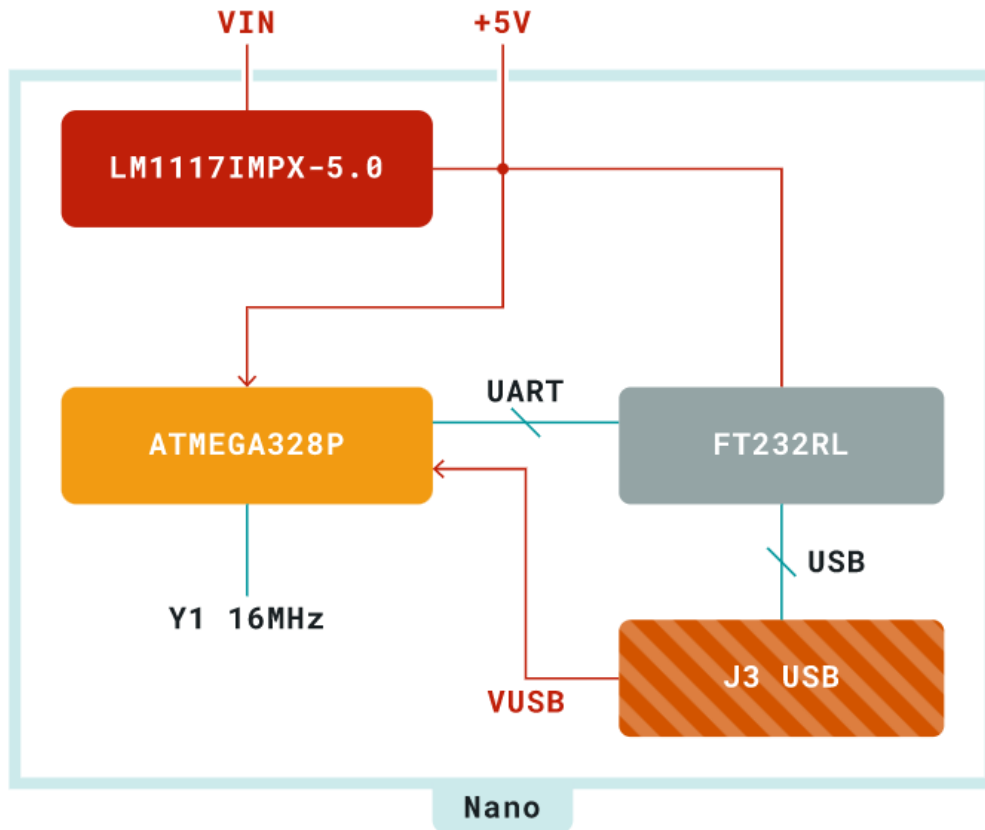 VIN
+5V
LM1117IMPX-5.0
UART
ATMEGA328P
FT232RL
USB
Y1 16MHz
J3 USB
VUSB
Nano